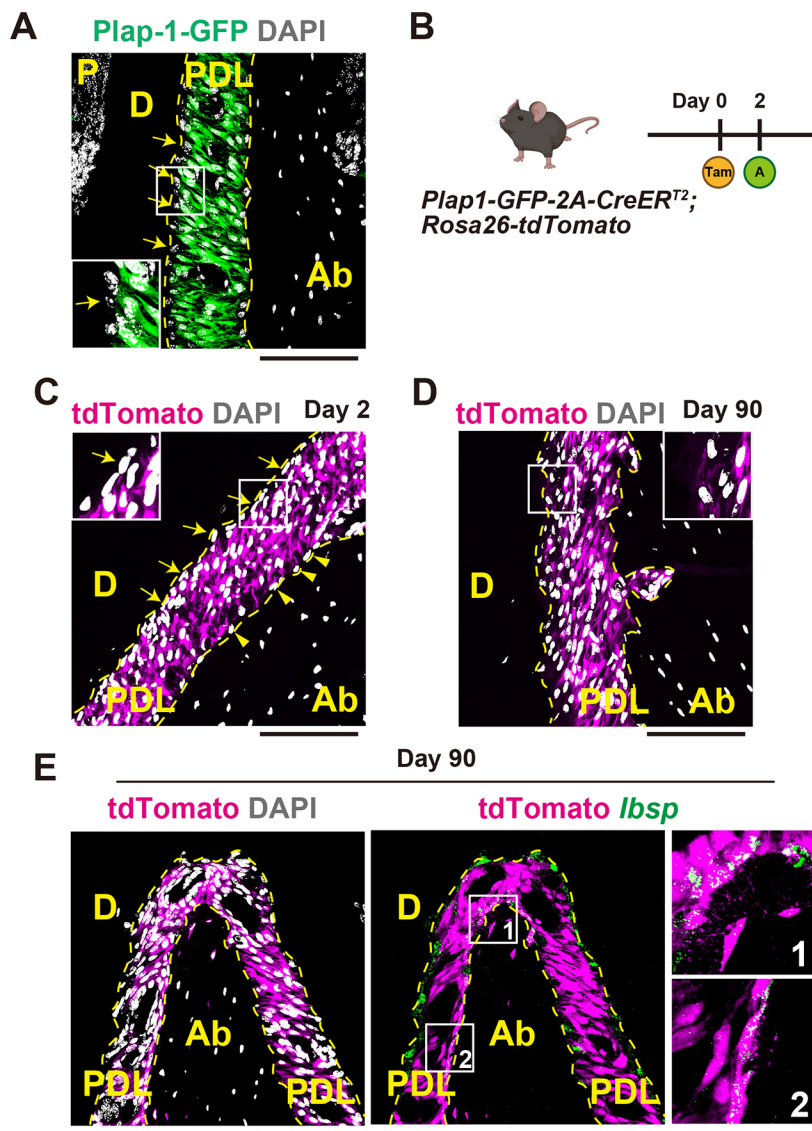 A
Plap-1-GFP DAPI
P
D
PDL
Ab
B
Day 0 2
Tam A
Plap1-GFP-2A-CreERT2;
Rosa26-tdTomato
C
tdTomato DAPI Day 2
D
PDL
Ab
D
tdTomato DAPI Day 90
D
PDL
Ab
E
Day 90
tdTomato DAPI
D
Ab
PDL
PDL
tdTomato Ibsp
D
1
Ab
2
PDL
PDL
1
2